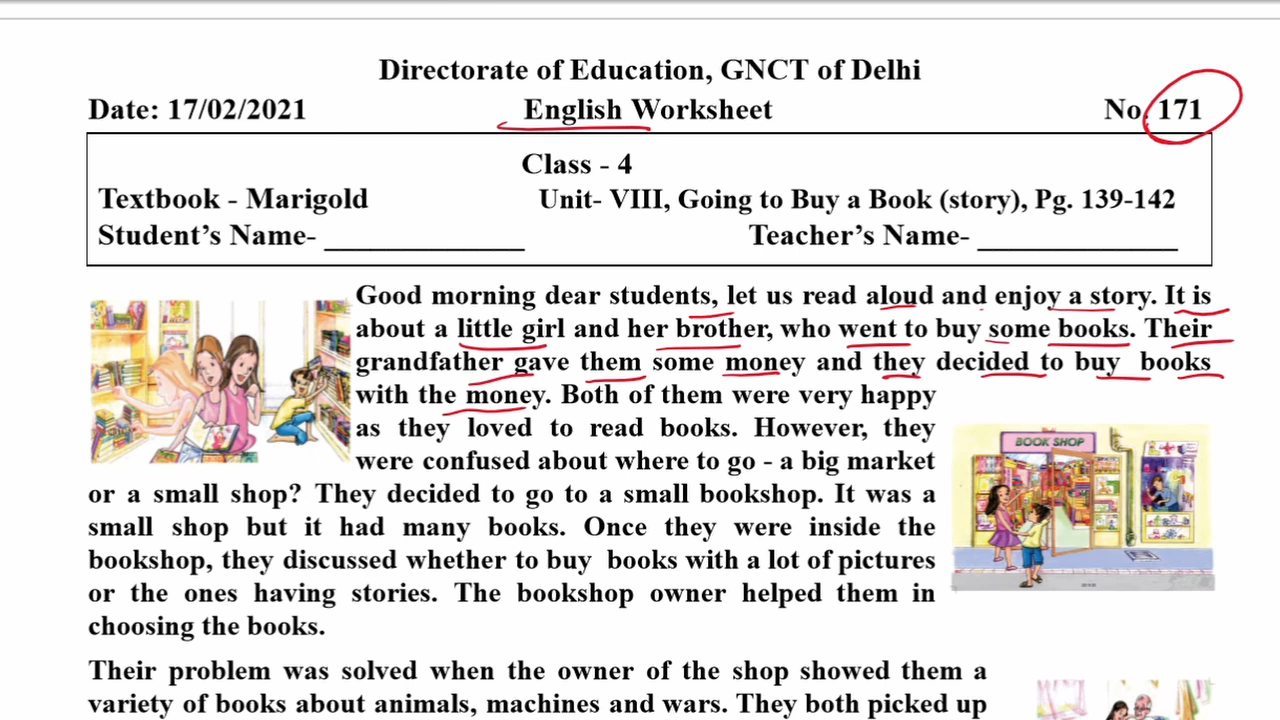 Directorate of Education, GNCT of Delhi
Date: 17/02/2021 English Worksheet No. 171
Class - 4
Textbook - Marigold Unit- VIII, Going to Buy a Book (story), Pg. 139-142
Student's Name- ______________ Teacher's Name- ______________
Good morning dear students, let us read aloud and enjoy a story. It is
about a little girl and her brother, who went to buy some books. Their
grandfather gave them some money and they decided to buy books
with the money. Both of them were very happy
as they loved to read books. However, they
were confused about where to go - a big market
BOOK SHOP
or a small shop? They decided to go to a small bookshop. It was a
small shop but it had many books. Once they were inside the
bookshop, they discussed whether to buy books with a lot of pictures
or the ones having stories. The bookshop owner helped them in
choosing the books.
Their problem was solved when the owner of the shop showed them a
variety of books about animals, machines and wars. They both picked up